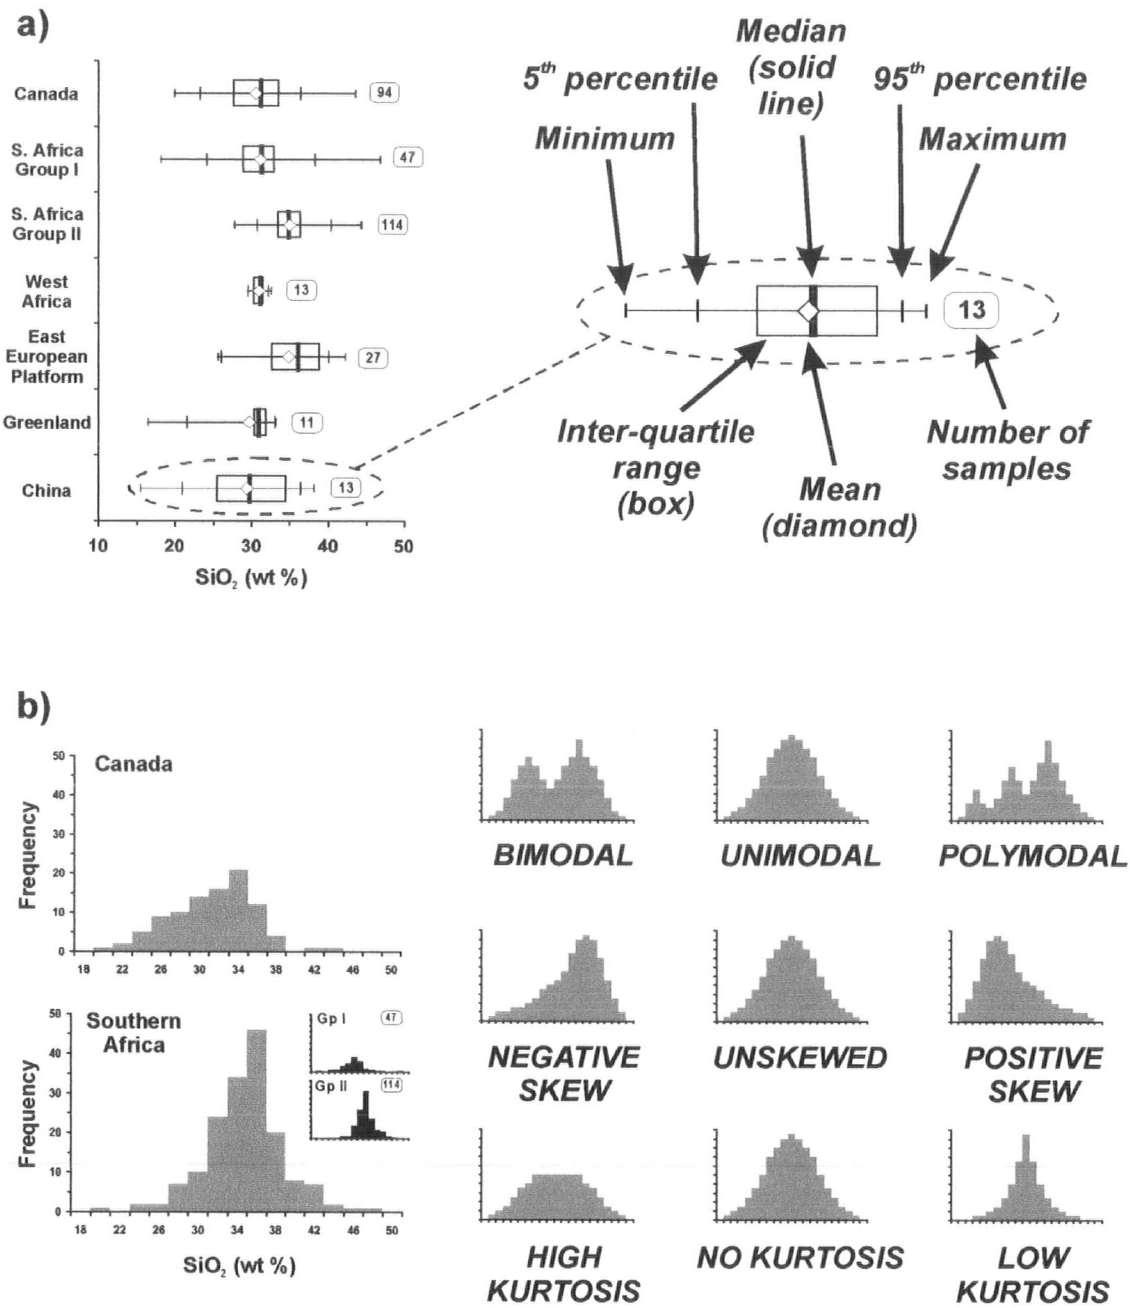 a)
Canada
94
S. Africa
Group I
47
S. Africa
Group II
114
West
Africa
13
East
European
Platform
27
Greenland
11
China
13
10 20 30 40 50
SiO₂ (wt %)
Median
(solid
line)
5th percentile
95th percentile
Minimum
Maximum
13
Inter-quartile
range
(box)
Mean
(diamond)
Number of
samples
b)
Canada
Frequency
50
40
30
20
10
0
18 22 26 30 34 38 42 46 50
Southern
Africa
Frequency
50
40
30
20
10
0
18 22 26 30 34 38 42 46 50
SiO₂ (wt %)
Gp I
47
Gp II
114
BIMODAL
UNIMODAL
POLYMODAL
NEGATIVE
SKEW
UNSKEWED
POSITIVE
SKEW
HIGH
KURTOSIS
NO KURTOSIS
LOW
KURTOSIS